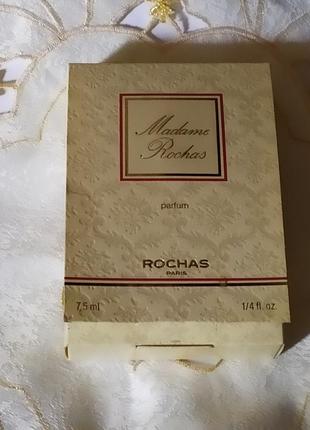 Madame
Rochas
parfum
ROCHAS
PARIS
7,5 ml 1/4 fl. oz.